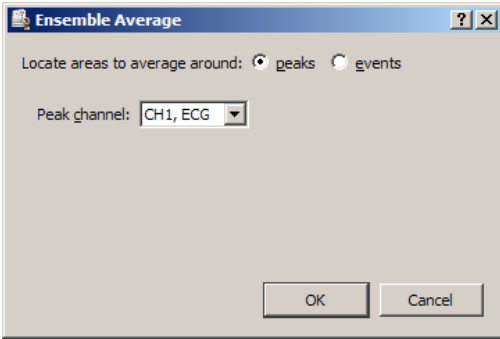 Ensemble Average
Locate areas to average around: peaks events
Peak channel: CH1, ECG
OK Cancel